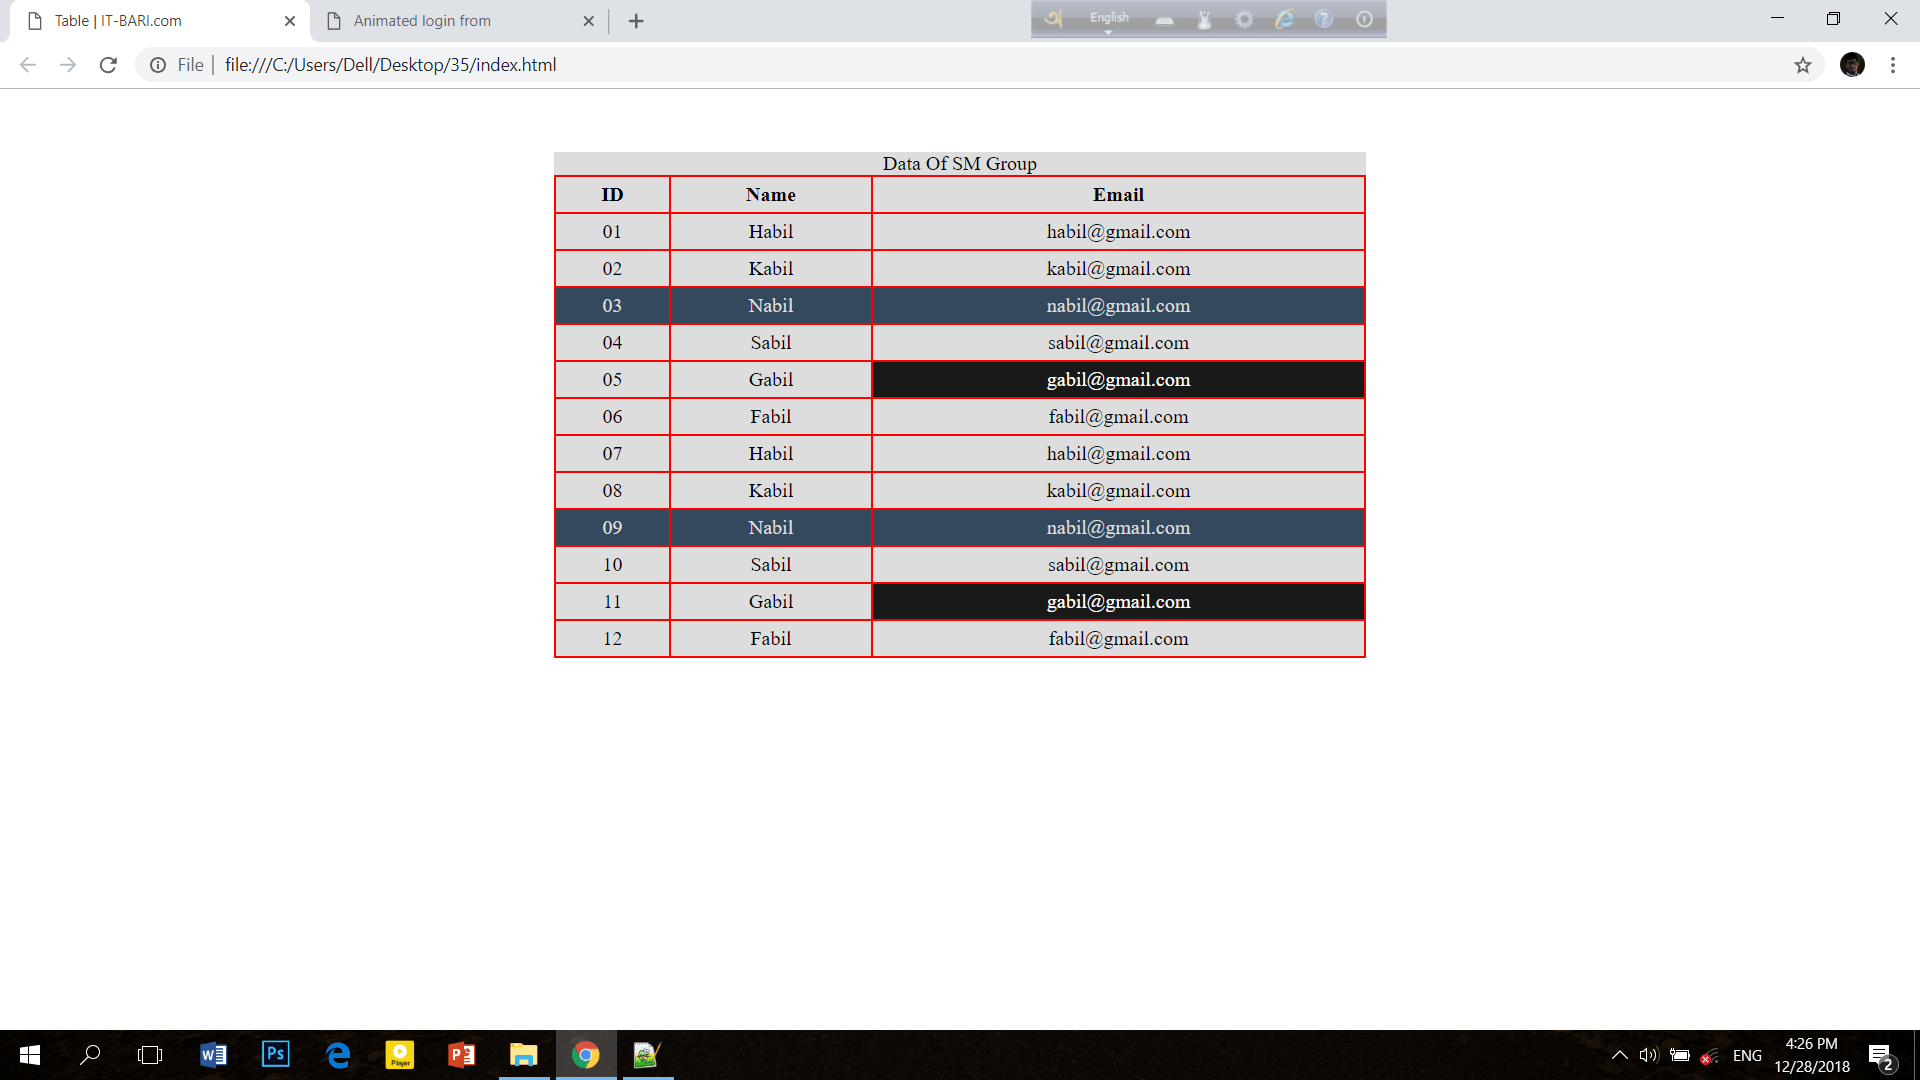 Table | IT-BARI.com
Animated login from
English
File | file:///C:/Users/Dell/Desktop/35/index.html
Data Of SM Group
ID Name Email
01 Habil habil@gmail.com
02 Kabil kabil@gmail.com
03 Nabil nabil@gmail.com
04 Sabil sabil@gmail.com
05 Gabil gabil@gmail.com
06 Fabil fabil@gmail.com
07 Habil habil@gmail.com
08 Kabil kabil@gmail.com
09 Nabil nabil@gmail.com
10 Sabil sabil@gmail.com
11 Gabil gabil@gmail.com
12 Fabil fabil@gmail.com
Ps
Player
ENG
4:26 PM
12/28/2018
2